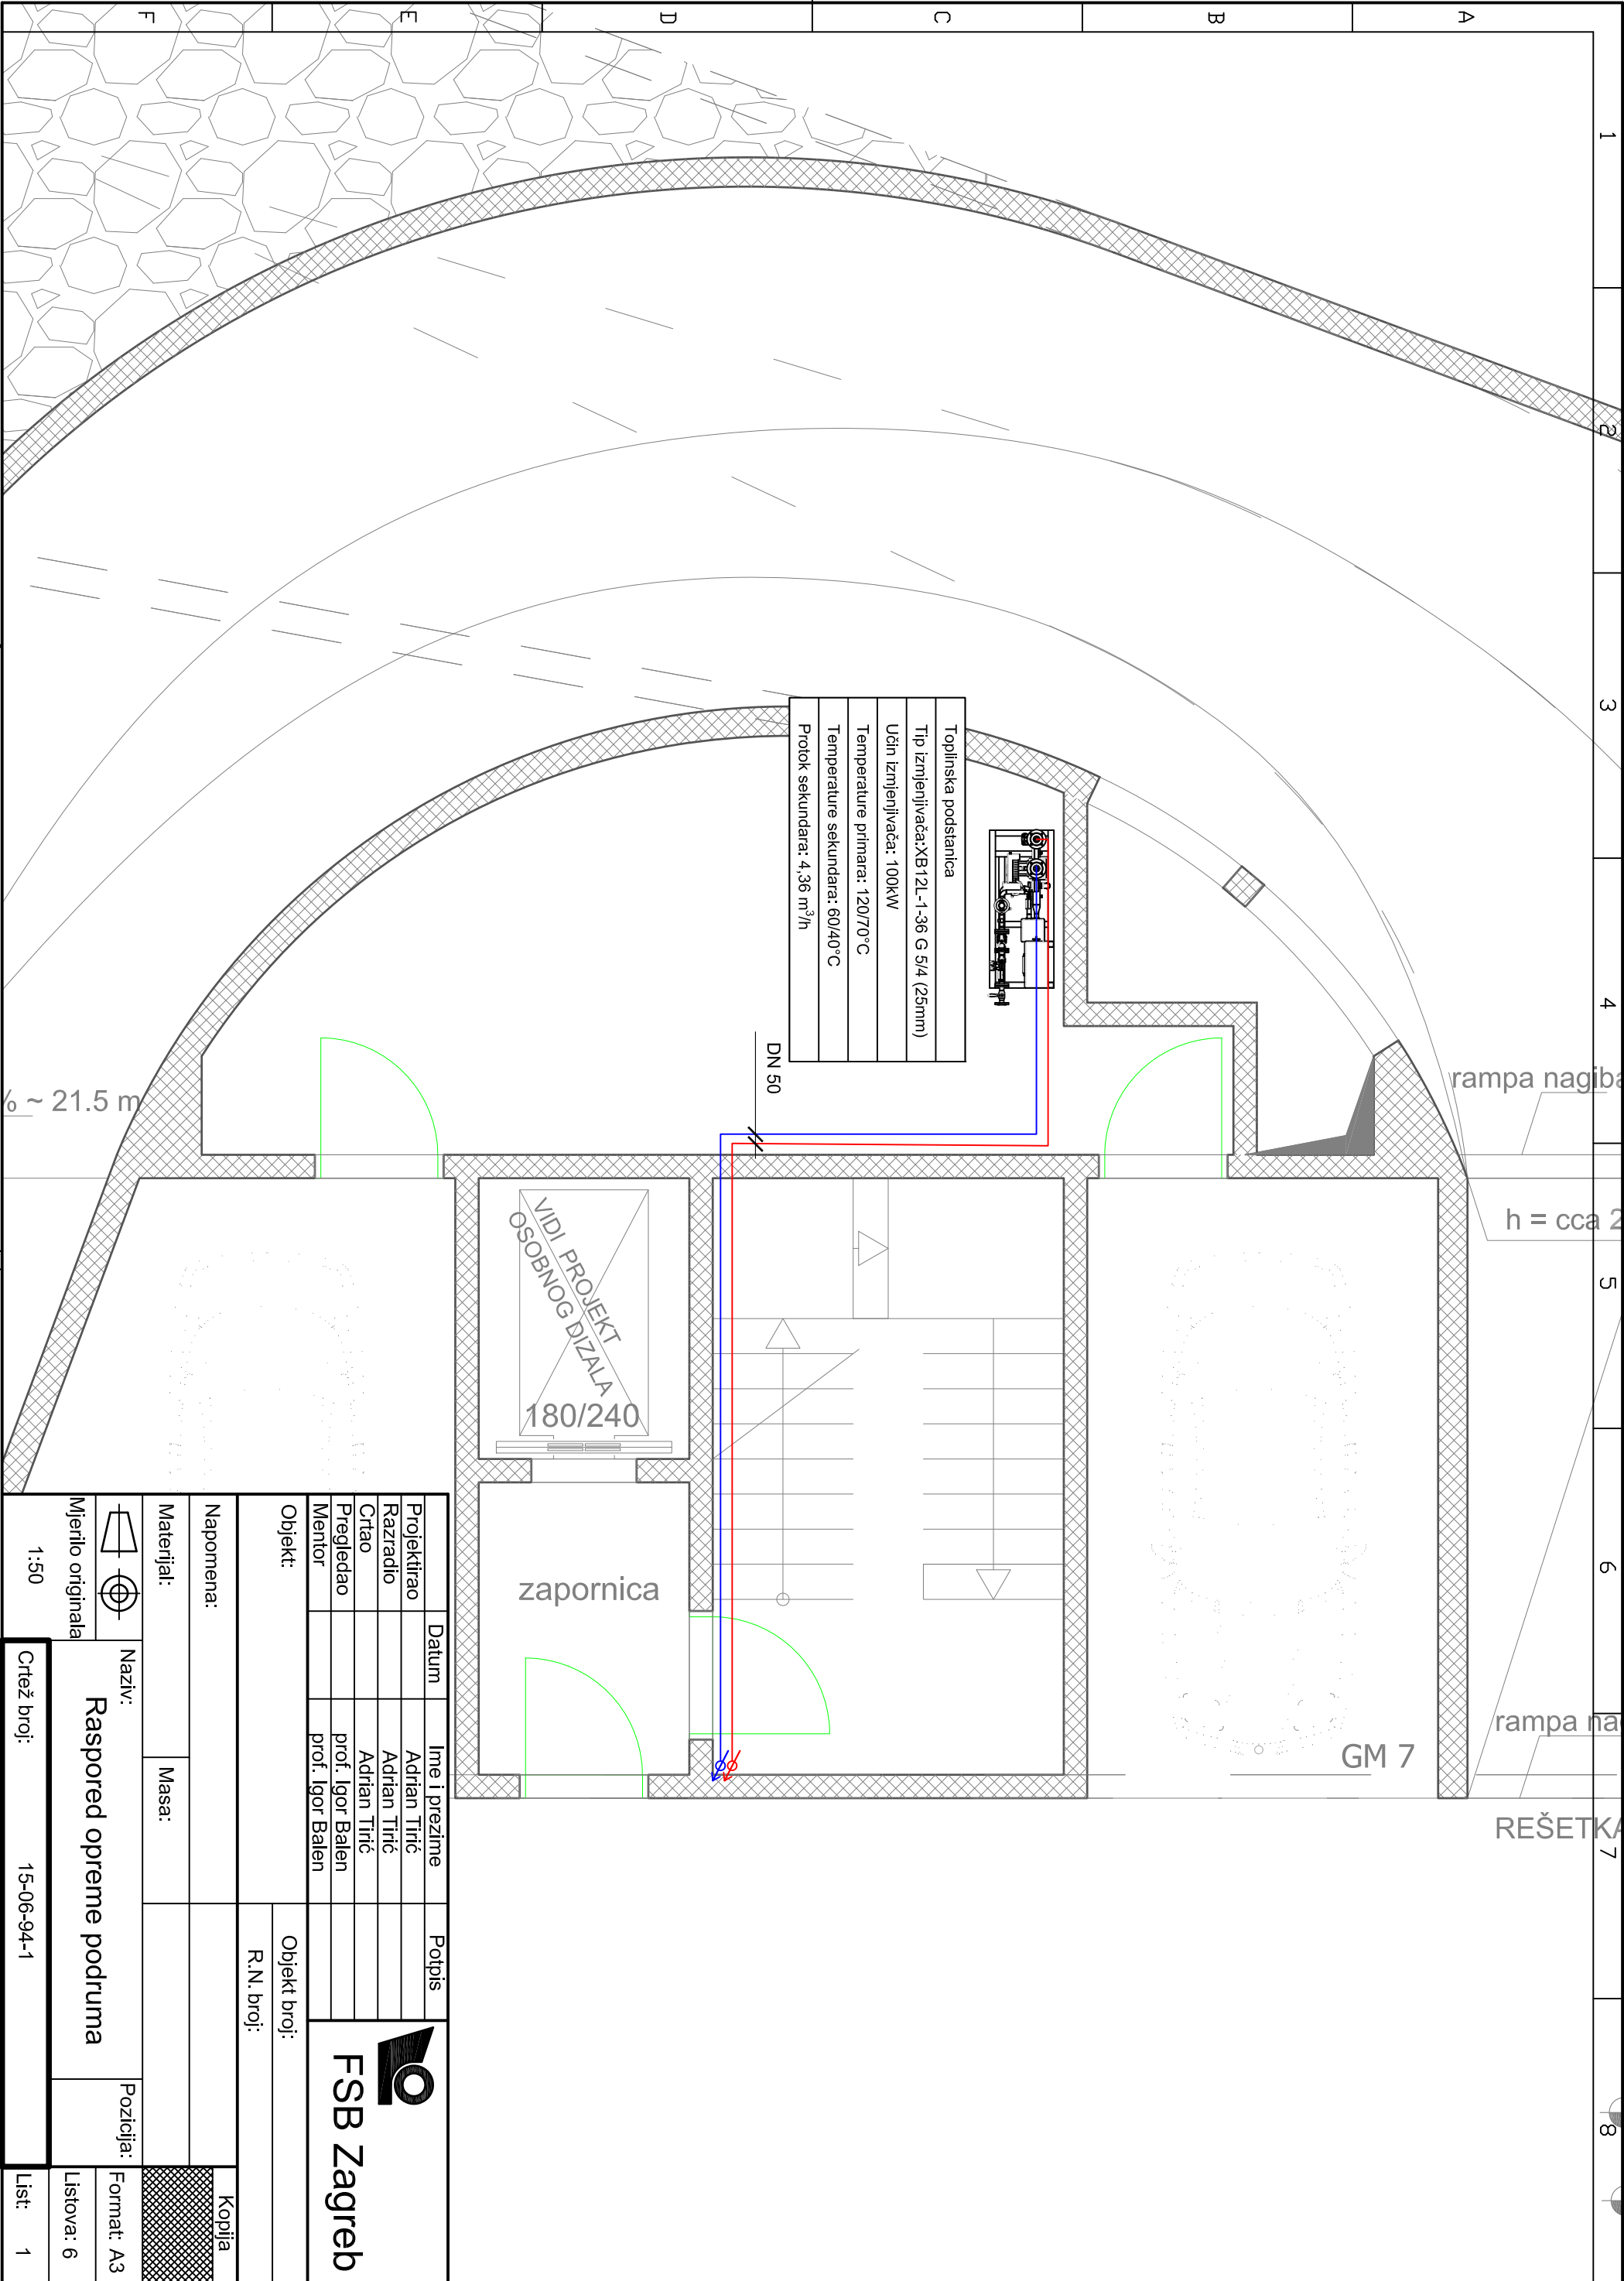 F
E
D
C
B
A
1
2
3
4
5
6
7
8
Toplinska podstanica
Tip izmjenjivača:XB12L-1-36 G 5/4 (25mm)
Učin izmjenjivača: 100kW
Temperature primara: 120/70°C
Temperature sekundara: 60/40°C
Protok sekundara: 4,36 m³/h
DN 50
% ~ 21.5 m
rampa nagiba
h = cca 2
VIDI PROJEKT
OSOBNOG DIZALA
180/240
zapornica
GM 7
rampa nag
REŠETKA
Datum
Ime i prezime
Potpis
Projektirao
Adrian Tirić
Razradio
Adrian Tirić
Crtao
Adrian Tirić
Pregledao
prof. Igor Balen
Mentor
prof. Igor Balen
FSB Zagreb
Objekt:
Objekt broj:
R.N. broj:
Napomena:
Kopija
Materijal:
Masa:
Naziv:
Raspored opreme podruma
Pozicija:
Format: A3
Mjerilo originala
Listova: 6
1:50
Crtež broj:
15-06-94-1
List: 1